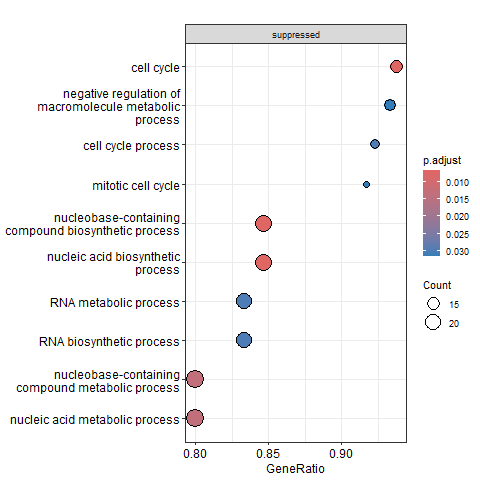 suppressed
cell cycle
negative regulation of
macromolecule metabolic
process
cell cycle process
mitotic cell cycle
nucleobase-containing
compound biosynthetic process
nucleic acid biosynthetic
process
RNA metabolic process
RNA biosynthetic process
nucleobase-containing
compound metabolic process
nucleic acid metabolic process
0.80 0.85 0.90
GeneRatio
p.adjust
0.010
0.015
0.020
0.025
0.030
Count
15
20